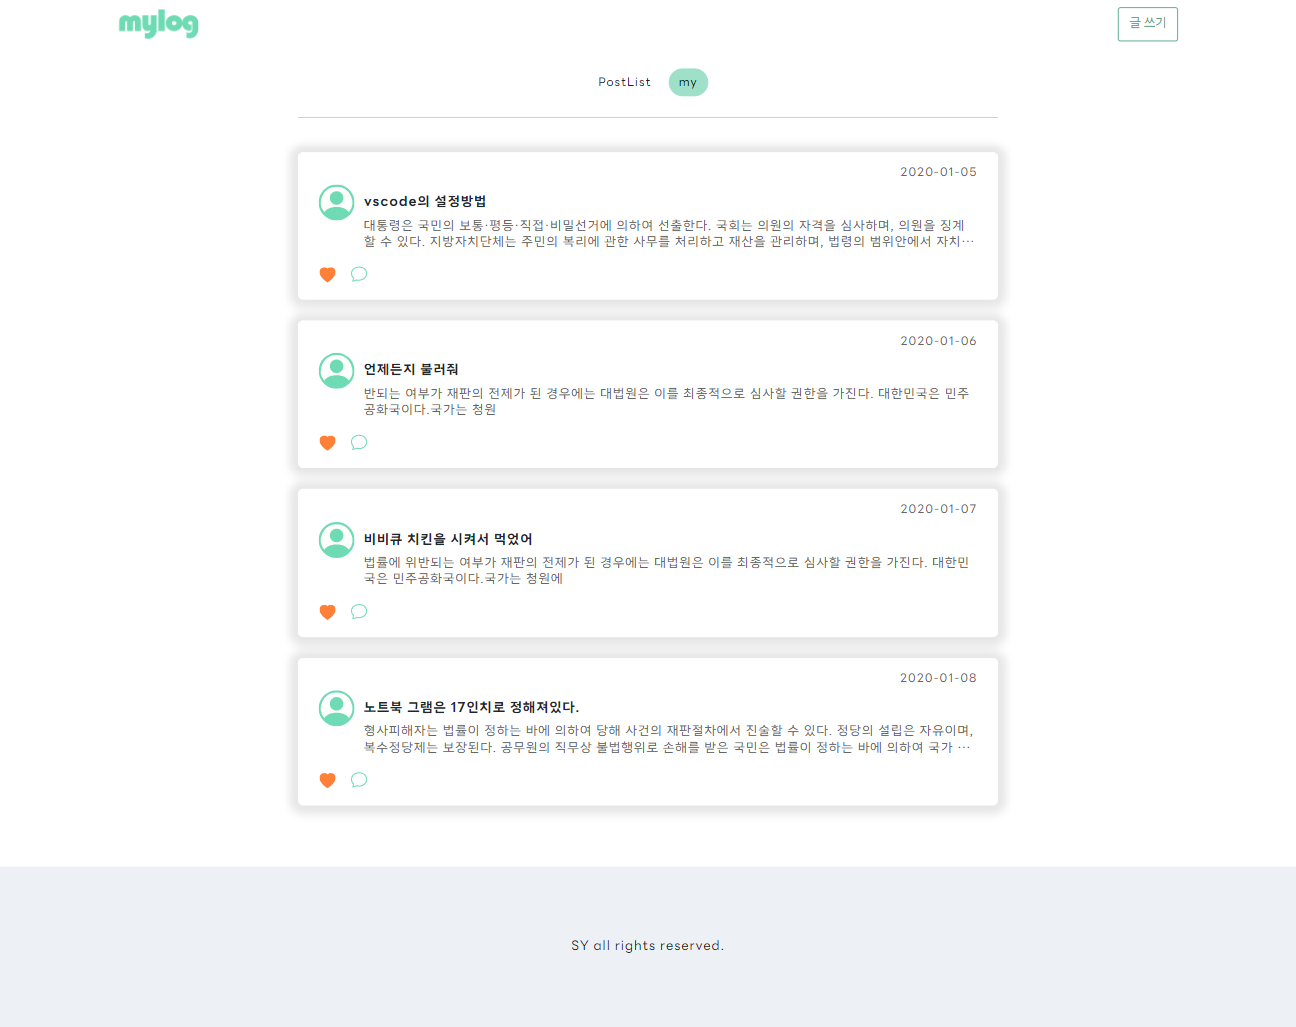 mylog
글 쓰기
PostList my
2020-01-05
vscode의 설정방법
대통령은 국민의 보통·평등·직접·비밀선거에 의하여 선출한다. 국회는 의원의 자격을 심사하며, 의원을 징계
할 수 있다. 지방자치단체는 주민의 복리에 관한 사무를 처리하고 재산을 관리하며, 법령의 범위안에서 자치…
2020-01-06
언제든지 불러줘
반되는 여부가 재판의 전제가 된 경우에는 대법원은 이를 최종적으로 심사할 권한을 가진다. 대한민국은 민주
공화국이다.국가는 청원
2020-01-07
비비큐 치킨을 시켜서 먹었어
법률에 위반되는 여부가 재판의 전제가 된 경우에는 대법원은 이를 최종적으로 심사할 권한을 가진다. 대한민
국은 민주공화국이다.국가는 청원에
2020-01-08
노트북 그램은 17인치로 정해져있다.
형사피해자는 법률이 정하는 바에 의하여 당해 사건의 재판절차에서 진술할 수 있다. 정당의 설립은 자유이며,
복수정당제는 보장된다. 공무원의 직무상 불법행위로 손해를 받은 국민은 법률이 정하는 바에 의하여 국가 …
SY all rights reserved.